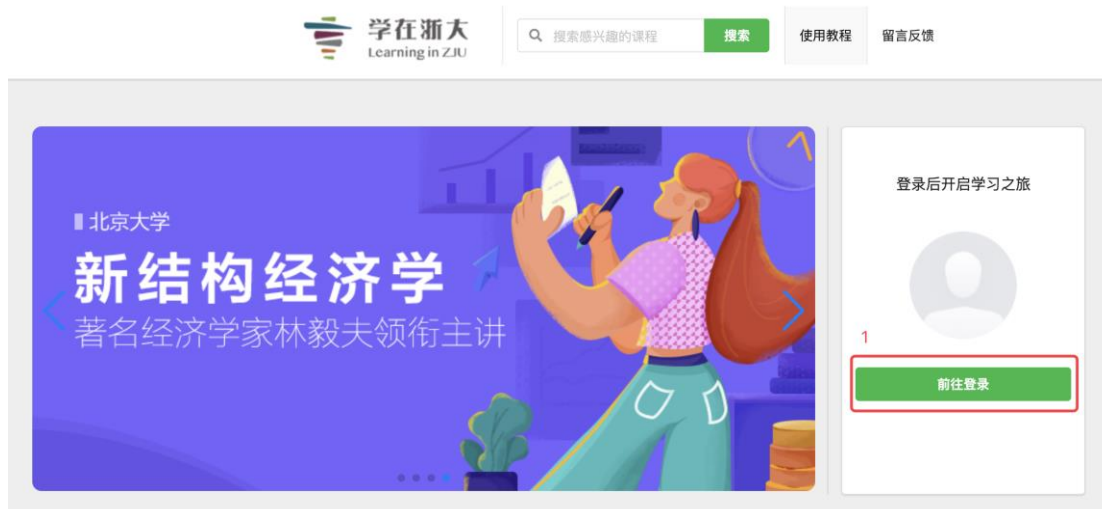 学在浙大
Learning in ZJU
搜索感兴趣的课程
搜索
使用教程
留言反馈
北京大学
新结构经济学
著名经济学家林毅夫领衔主讲
登录后开启学习之旅
1
前往登录